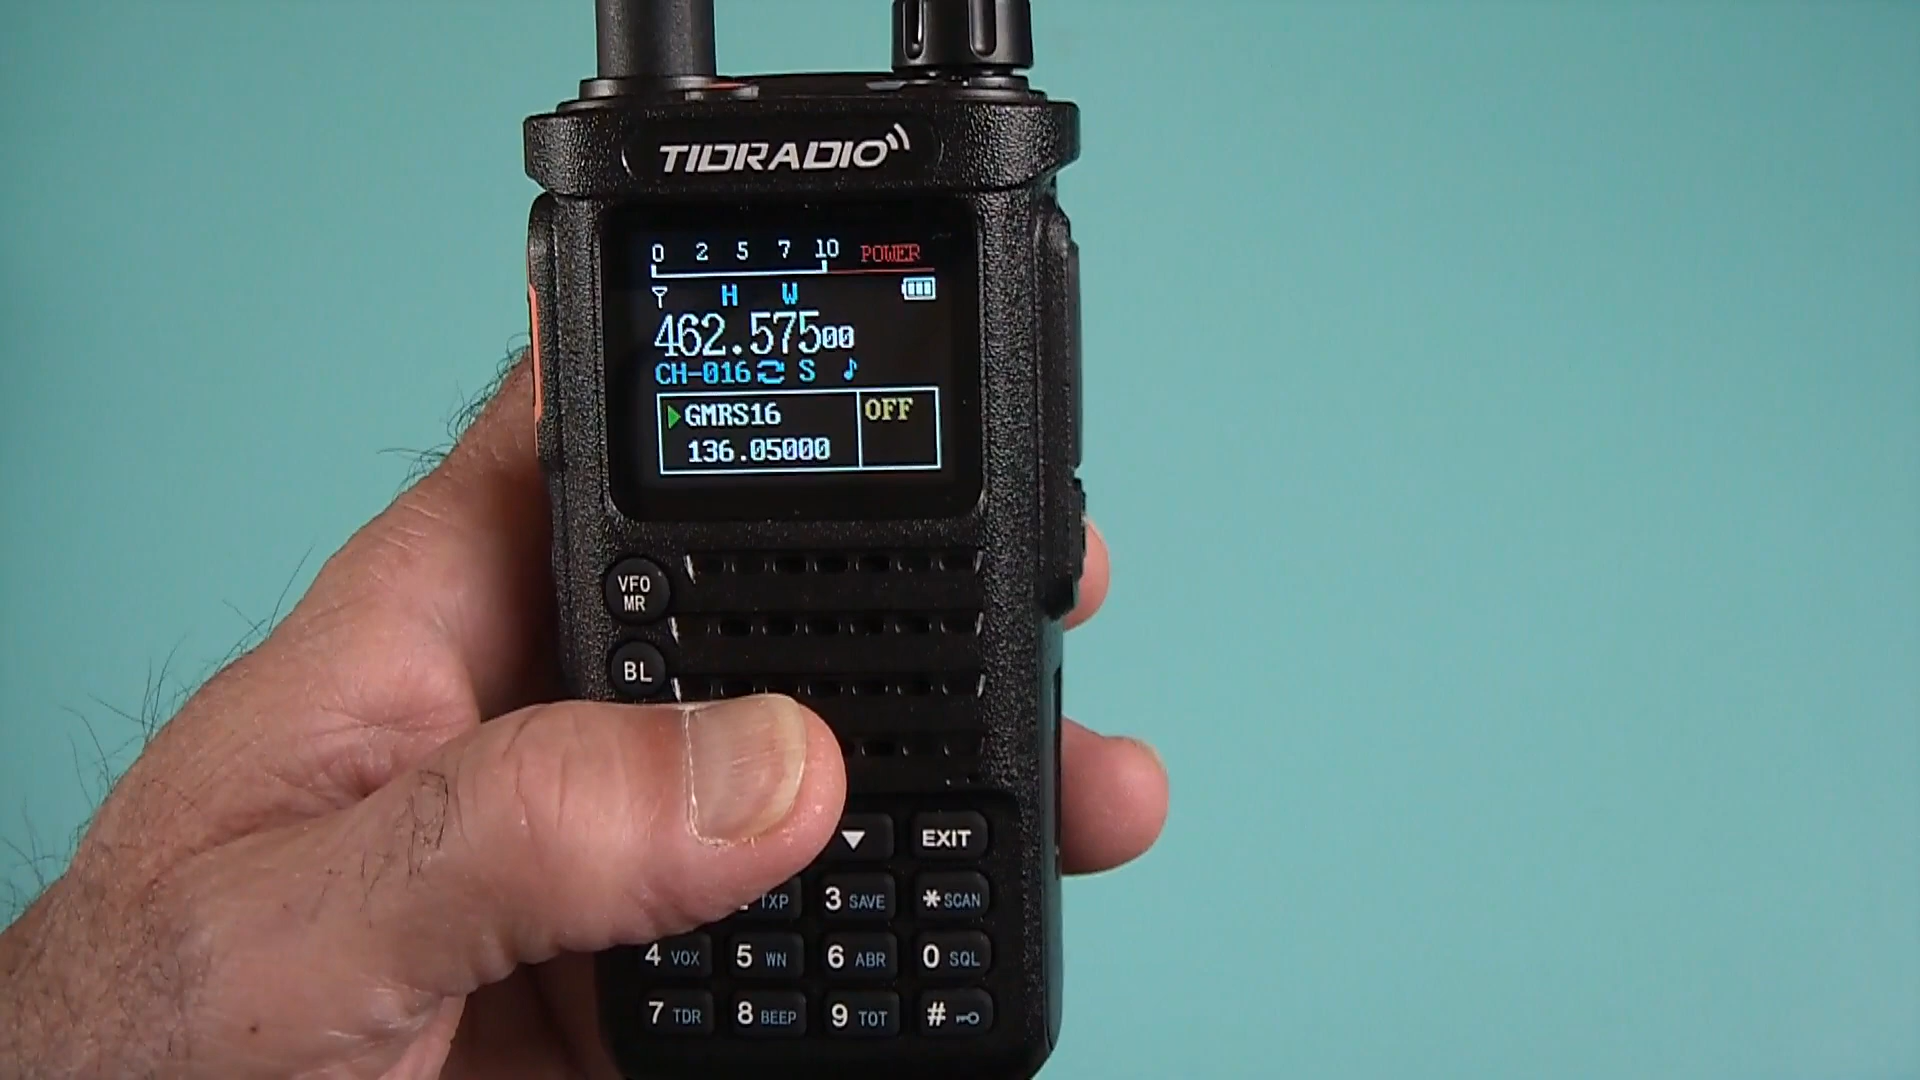 TIDRADIO
0 2 5 7 10 POWER
H W
462.57500
CH-016 S
GMRS16 OFF
136.05000
VFO
MR
BL
EXIT
TXP 3 SAVE * SCAN
4 VOX 5 WN 6 ABR 0 SQL
7 TDR 8 BEEP 9 TOT #